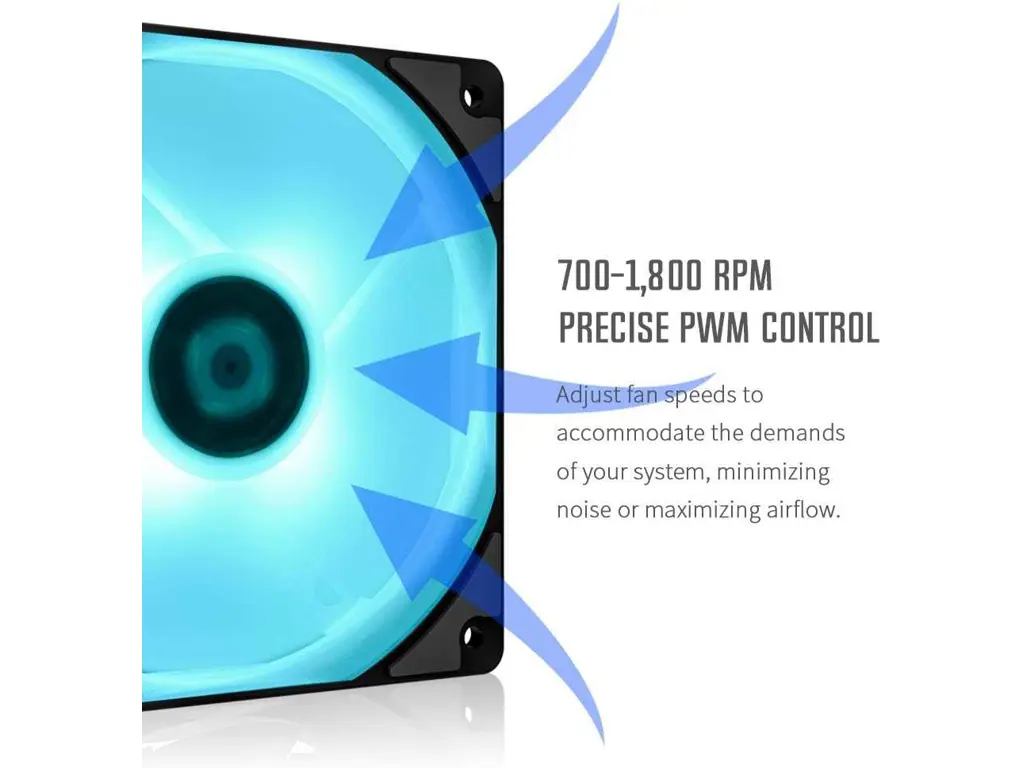 700-1,800 RPM
PRECISE PWM CONTROL
Adjust fan speeds to
accommodate the demands
of your system, minimizing
noise or maximizing airflow.